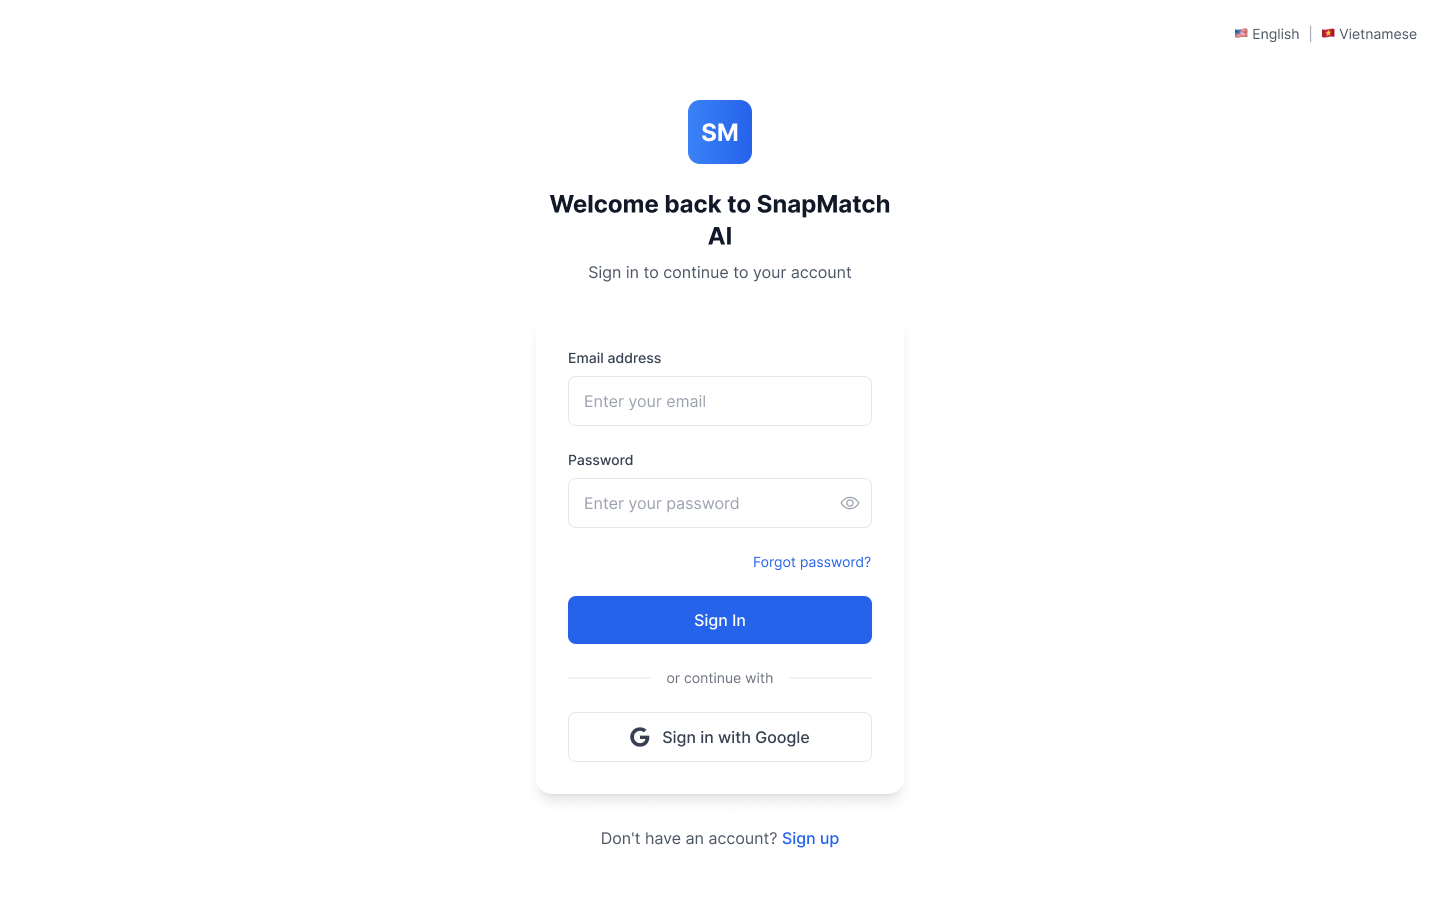 English | Vietnamese
SM
Welcome back to SnapMatch
AI
Sign in to continue to your account
Email address
Enter your email
Password
Enter your password
Forgot password?
Sign In
or continue with
G Sign in with Google
Don't have an account? Sign up